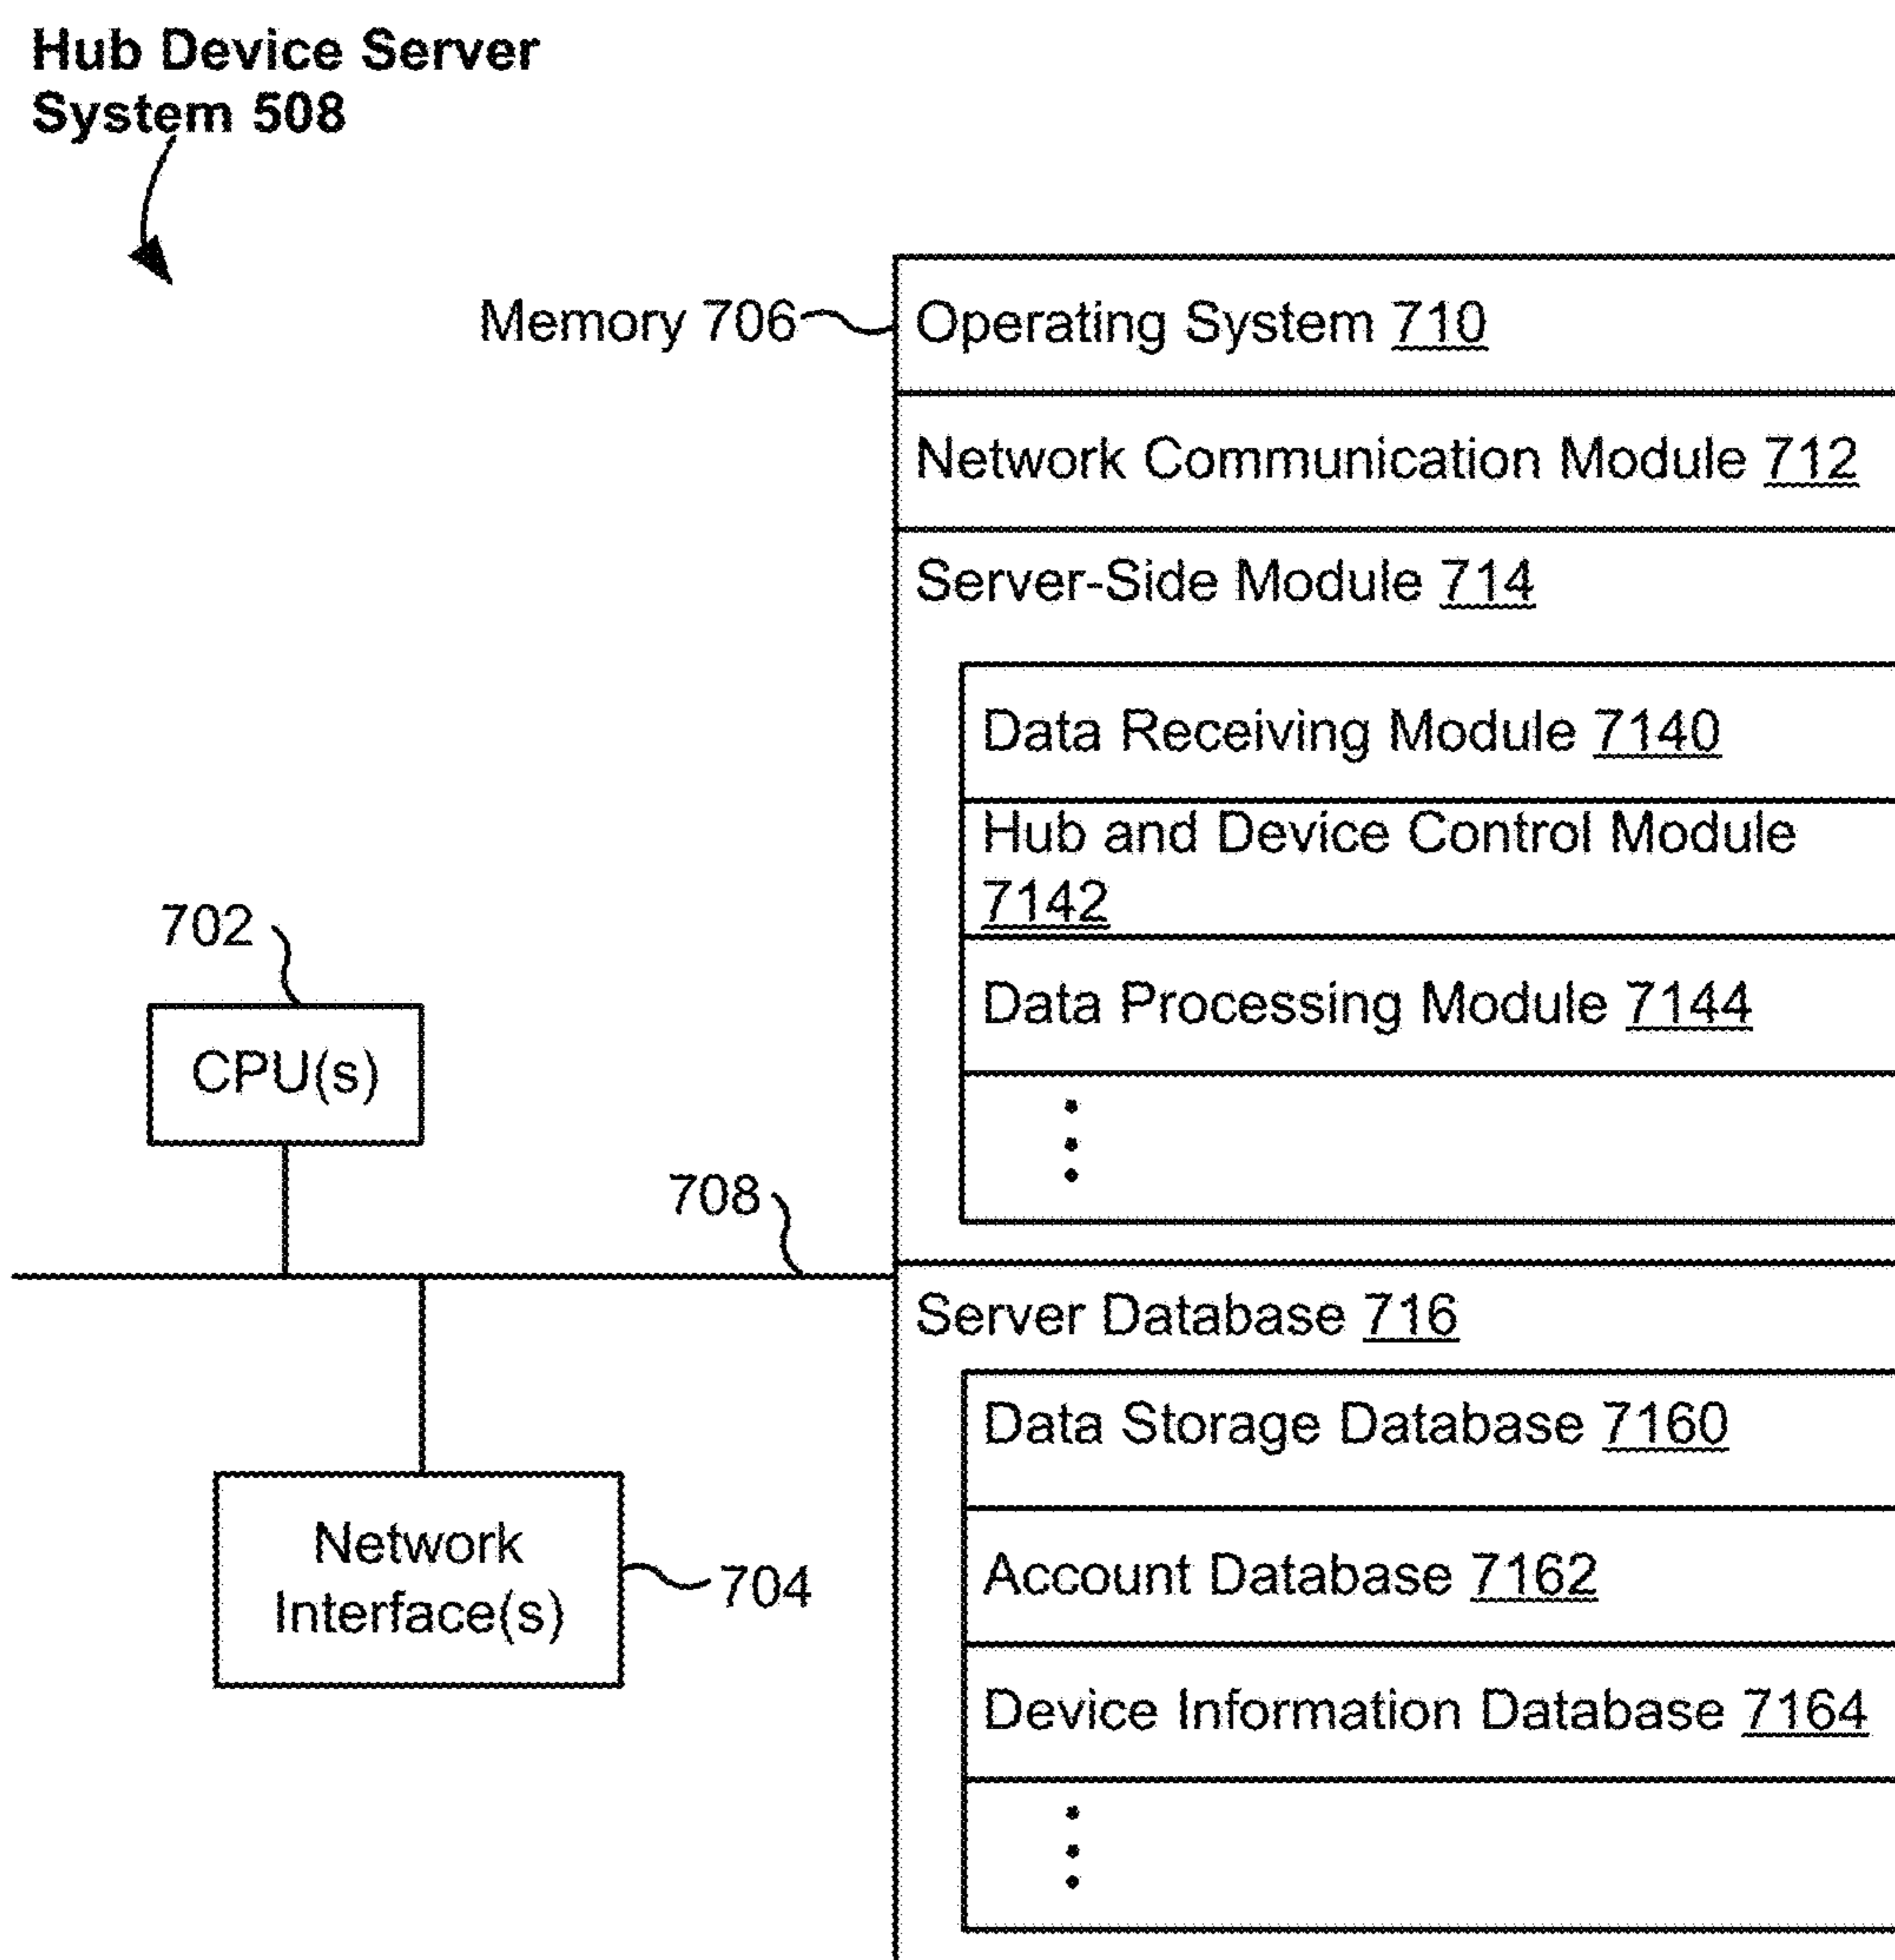 Hub Device Server
System 508
Memory 706
Operating System 710
Network Communication Module 712
Server-Side Module 714
Data Receiving Module 7140
Hub and Device Control Module
7142
Data Processing Module 7144
702
CPU(s)
708
Server Database 716
Data Storage Database 7160
Network
Interface(s)
704
Account Database 7162
Device Information Database 7164